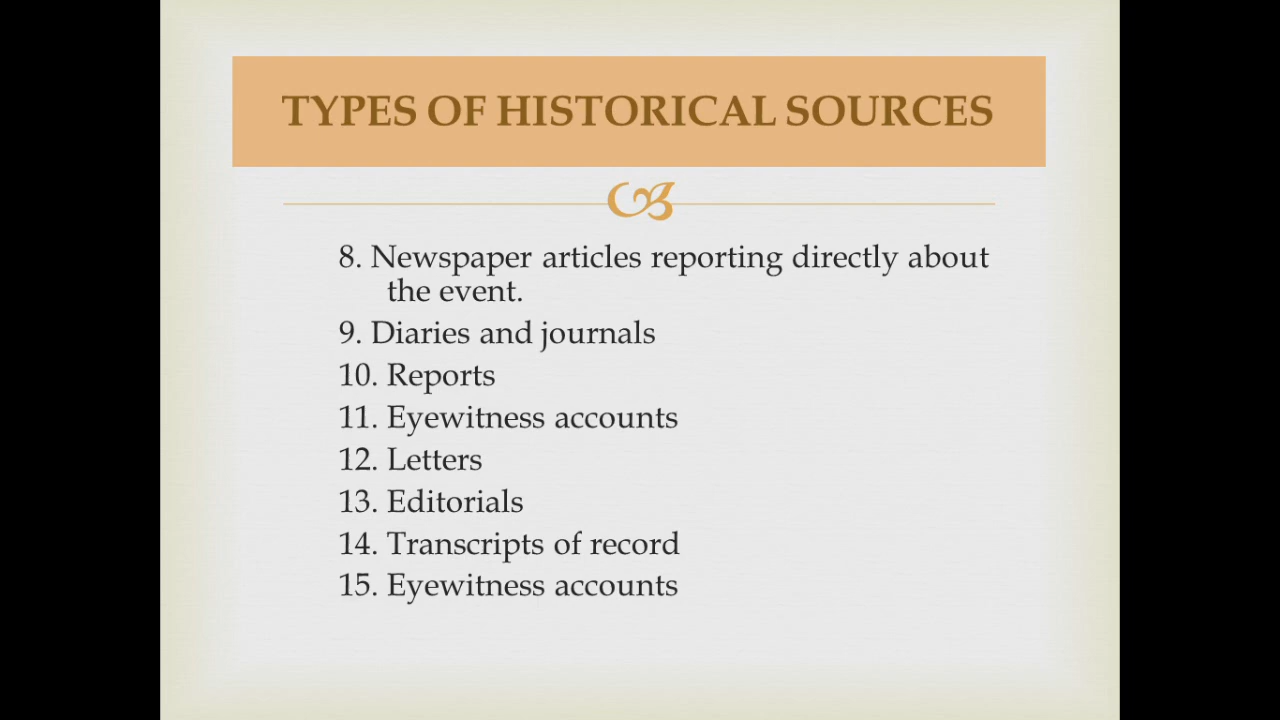 TYPES OF HISTORICAL SOURCES
8. Newspaper articles reporting directly about
the event.
9. Diaries and journals
10. Reports
11. Eyewitness accounts
12. Letters
13. Editorials
14. Transcripts of record
15. Eyewitness accounts